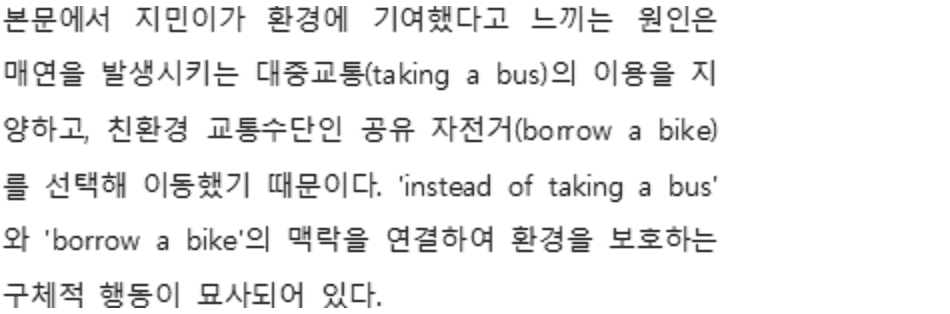 본문에서 지민이가 환경에 기여했다고 느끼는 원인은
매연을 발생시키는 대중교통(taking a bus)의 이용을 지
양하고, 친환경 교통수단인 공유 자전거(borrow a bike)
를 선택해 이동했기 때문이다. 'instead of taking a bus'
와 'borrow a bike'의 맥락을 연결하여 환경을 보호하는
구체적 행동이 묘사되어 있다.